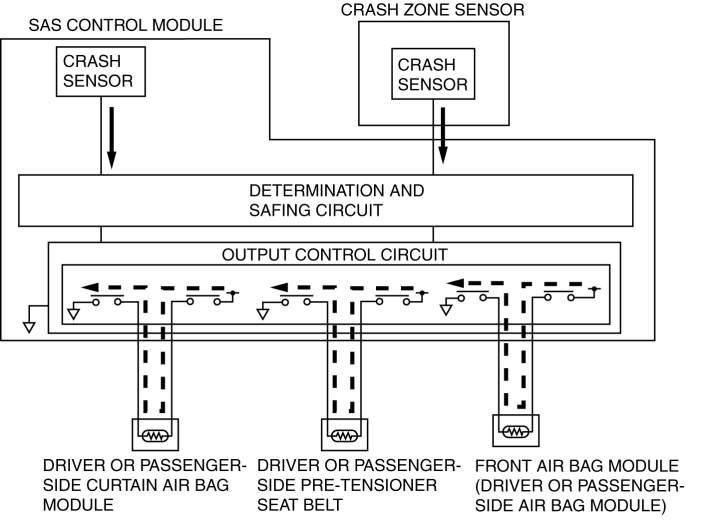 CRASH ZONE SENSOR
SAS CONTROL MODULE
CRASH
SENSOR
CRASH
SENSOR
DETERMINATION AND
SAFING CIRCUIT
OUTPUT CONTROL CIRCUIT
DRIVER OR PASSENGER-
SIDE CURTAIN AIR BAG
MODULE
DRIVER OR PASSENGER-
SIDE PRE-TENSIONER
SEAT BELT
FRONT AIR BAG MODULE
(DRIVER OR PASSENGER-
SIDE AIR BAG MODULE)